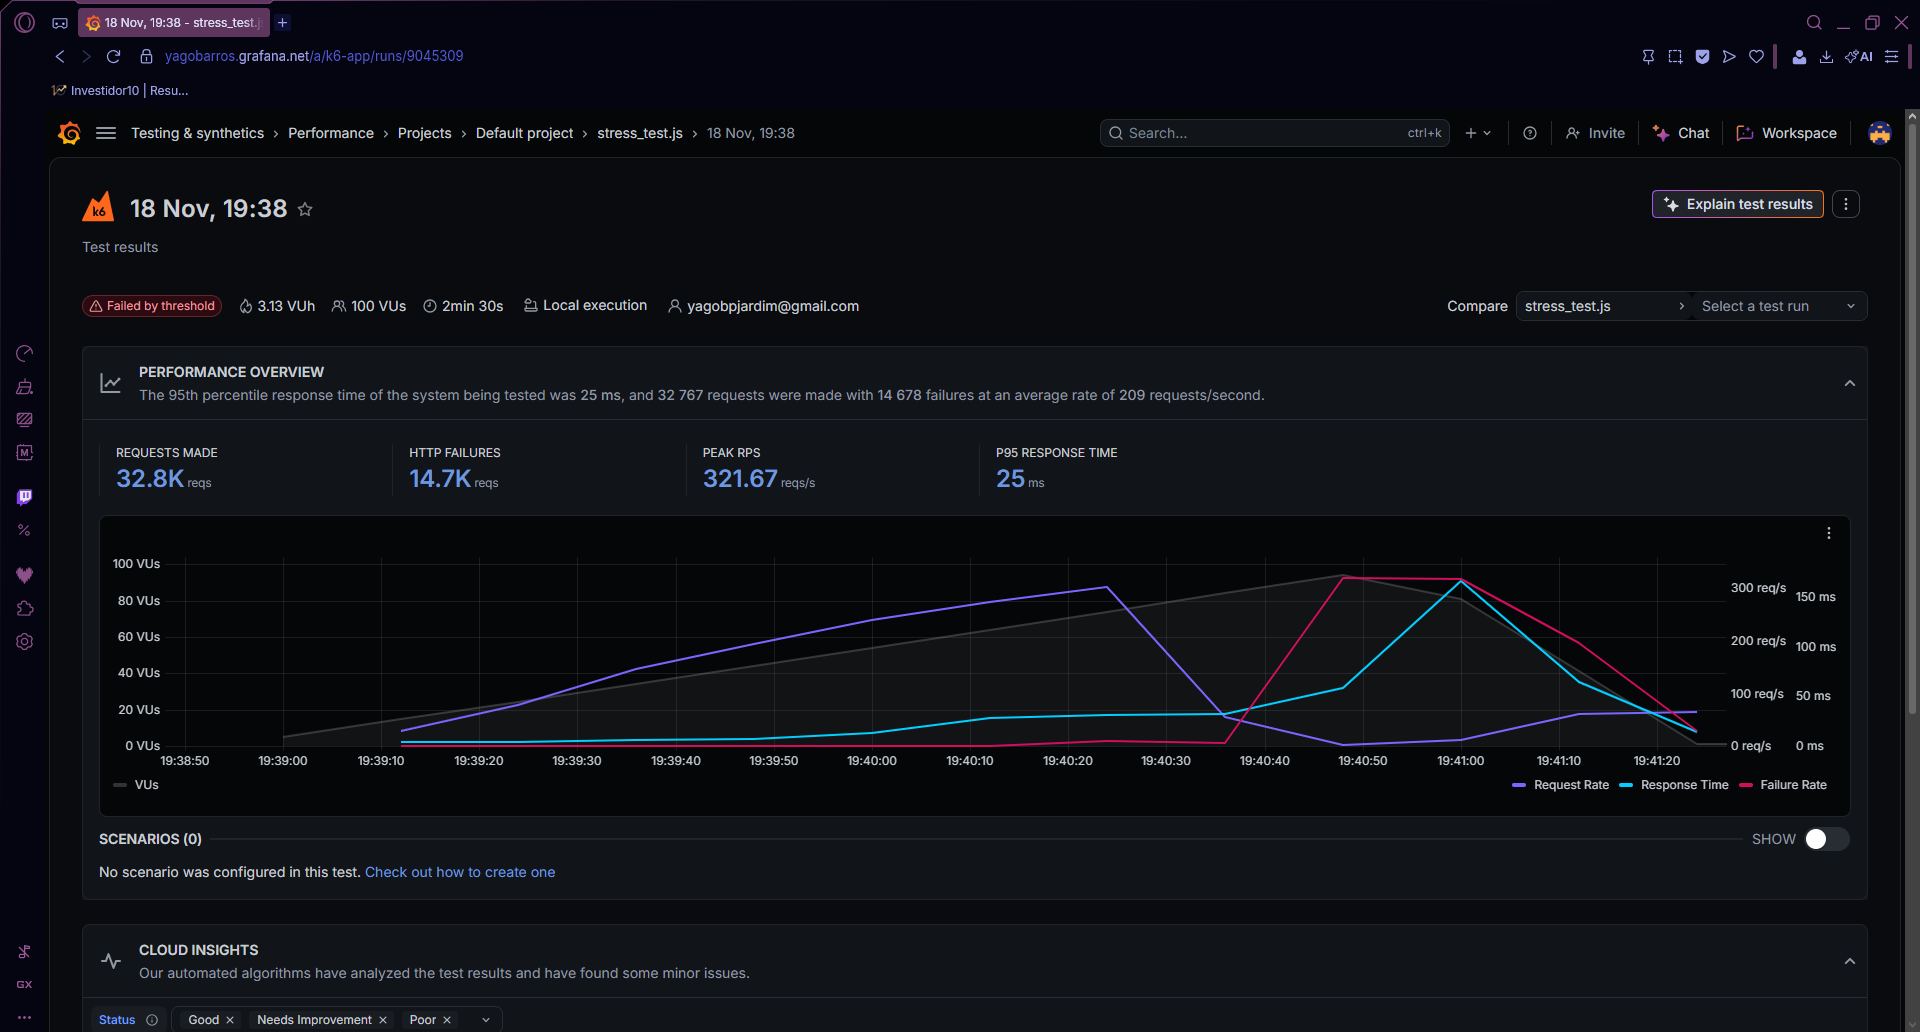 18 Nov, 19:38 - stress_test.j
yagobarros.grafana.net/a/k6-app/runs/9045309
AI
Investidor10 | Resu...
Testing & synthetics › Performance › Projects › Default project › stress_test.js › 18 Nov, 19:38
Search... ctrl+k
Invite
Chat
Workspace
k6
18 Nov, 19:38
Explain test results
Test results
Failed by threshold
3.13 VUh
100 VUs
2min 30s
Local execution
yagobpjardim@gmail.com
Compare
stress_test.js › Select a test run
PERFORMANCE OVERVIEW
The 95th percentile response time of the system being tested was 25 ms, and 32 767 requests were made with 14 678 failures at an average rate of 209 requests/second.
REQUESTS MADE
32.8K reqs
HTTP FAILURES
14.7K reqs
PEAK RPS
321.67 reqs/s
P95 RESPONSE TIME
25 ms
100 VUs
80 VUs
60 VUs
40 VUs
20 VUs
0 VUs
300 req/s
200 req/s
100 req/s
0 req/s
150 ms
100 ms
50 ms
0 ms
19:38:50 19:39:00 19:39:10 19:39:20 19:39:30 19:39:40 19:39:50 19:40:00 19:40:10 19:40:20 19:40:30 19:40:40 19:40:50 19:41:00 19:41:10 19:41:20
VUs
Request Rate Response Time Failure Rate
SCENARIOS (0)
SHOW
No scenario was configured in this test. Check out how to create one
CLOUD INSIGHTS
Our automated algorithms have analyzed the test results and have found some minor issues.
Status
Good
Needs Improvement
Poor
M
GX